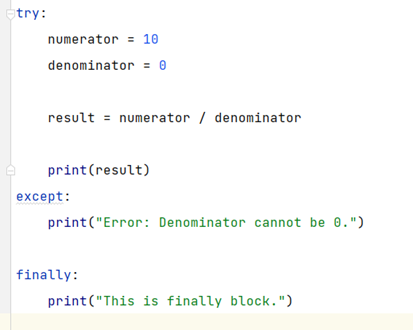 try:
    numerator = 10
    denominator = 0
    result = numerator / denominator
    print(result)
except:
    print("Error: Denominator cannot be 0.")
finally:
    print("This is finally block.")